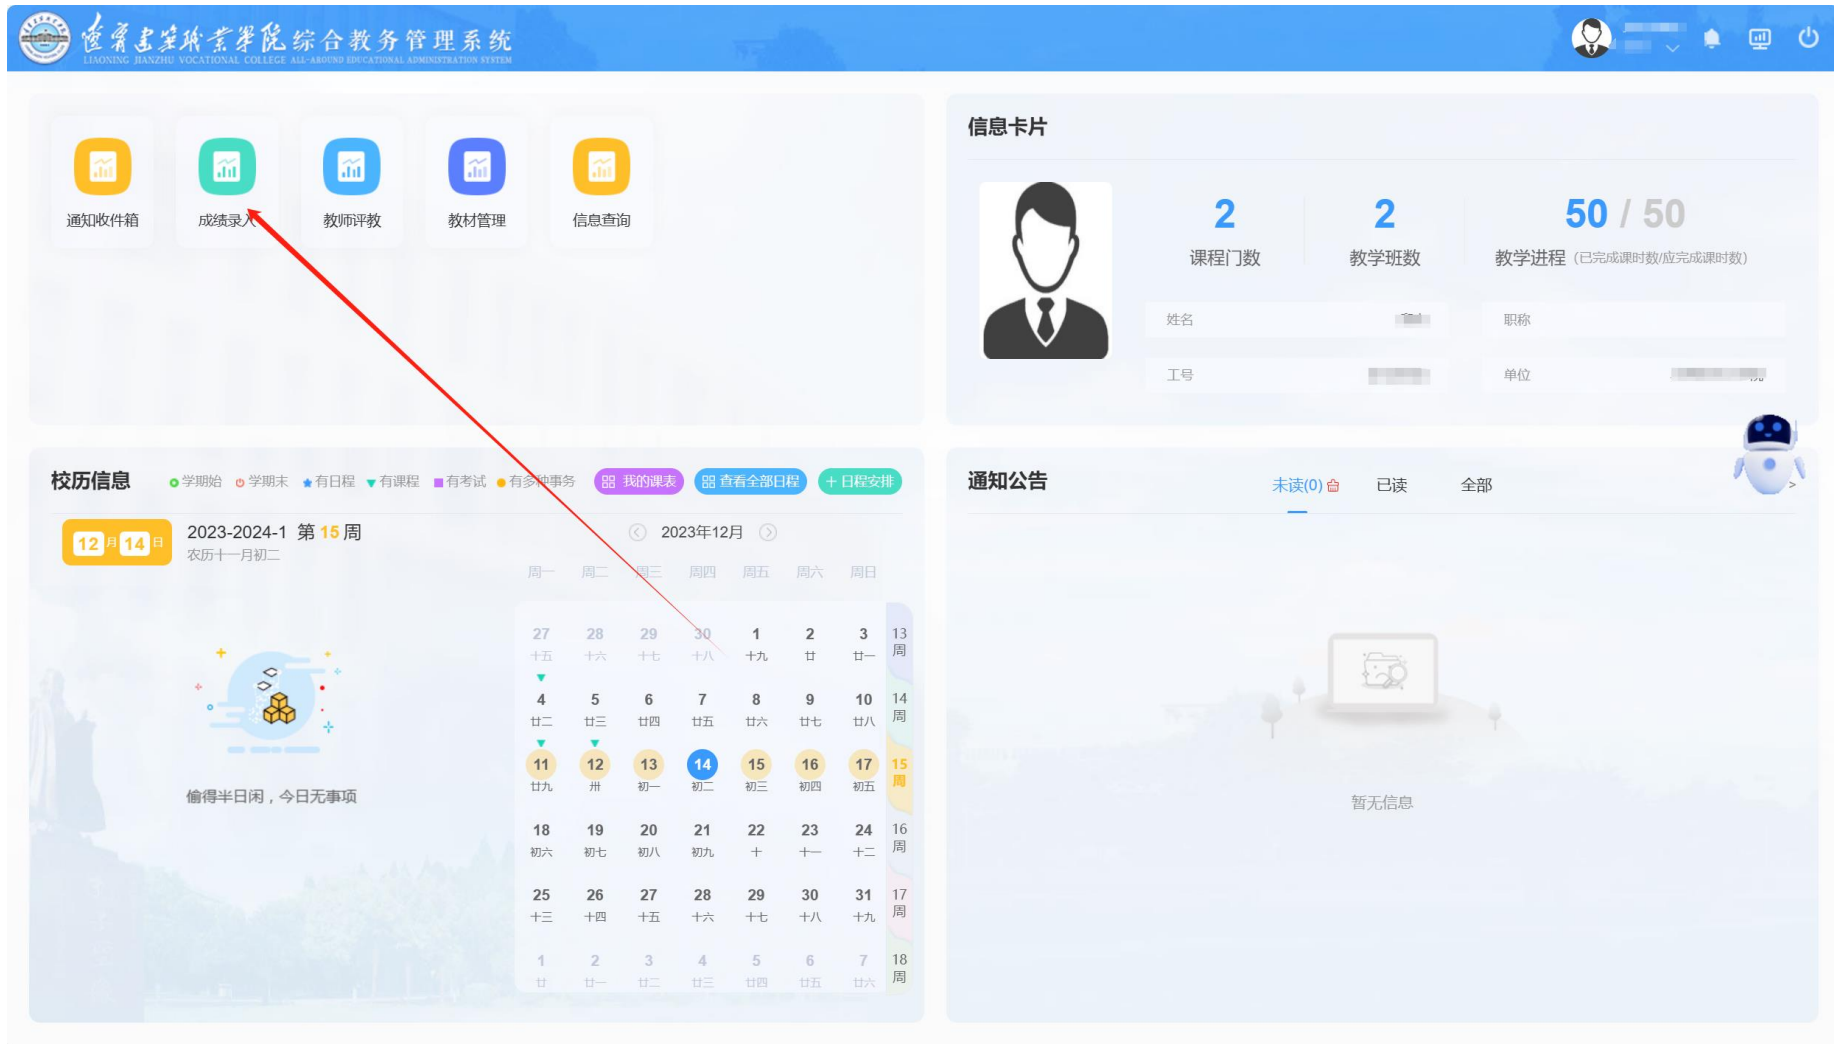 辽宁建筑职业学院综合教务管理系统
LIAONING JIANZHU VOCATIONAL COLLEGE ALL-AROUND EDUCATIONAL ADMINISTRATION SYSTEM
通知收件箱 成绩录入 教师评教 教材管理 信息查询
信息卡片
2 2 50 / 50
课程门数 教学班数 教学进程 (已完成课时数/应完成课时数)
姓名 职称
工号 单位
校历信息 学期始 学期末 有日程 有课程 有考试 有多种事务 我的课表 查看全部日程 + 日程安排
12 月 14 日 2023-2024-1 第 15 周
农历十一月初二
2023年12月
周一 周二 周三 周四 周五 周六 周日
27 28 29 30 1 2 3 13周
十五 十六 十七 十八 十九 廿 廿一
4 5 6 7 8 9 10 14周
廿二 廿三 廿四 廿五 廿六 廿七 廿八
11 12 13 14 15 16 17 15周
廿九 卅 初一 初二 初三 初四 初五
18 19 20 21 22 23 24 16周
初六 初七 初八 初九 十 十一 十二
25 26 27 28 29 30 31 17周
十三 十四 十五 十六 十七 十八 十九
1 2 3 4 5 6 7 18周
廿 廿一 廿二 廿三 廿四 廿五 廿六
偷得半日闲，今日无事项
通知公告 未读(0) 已读 全部 >
暂无信息